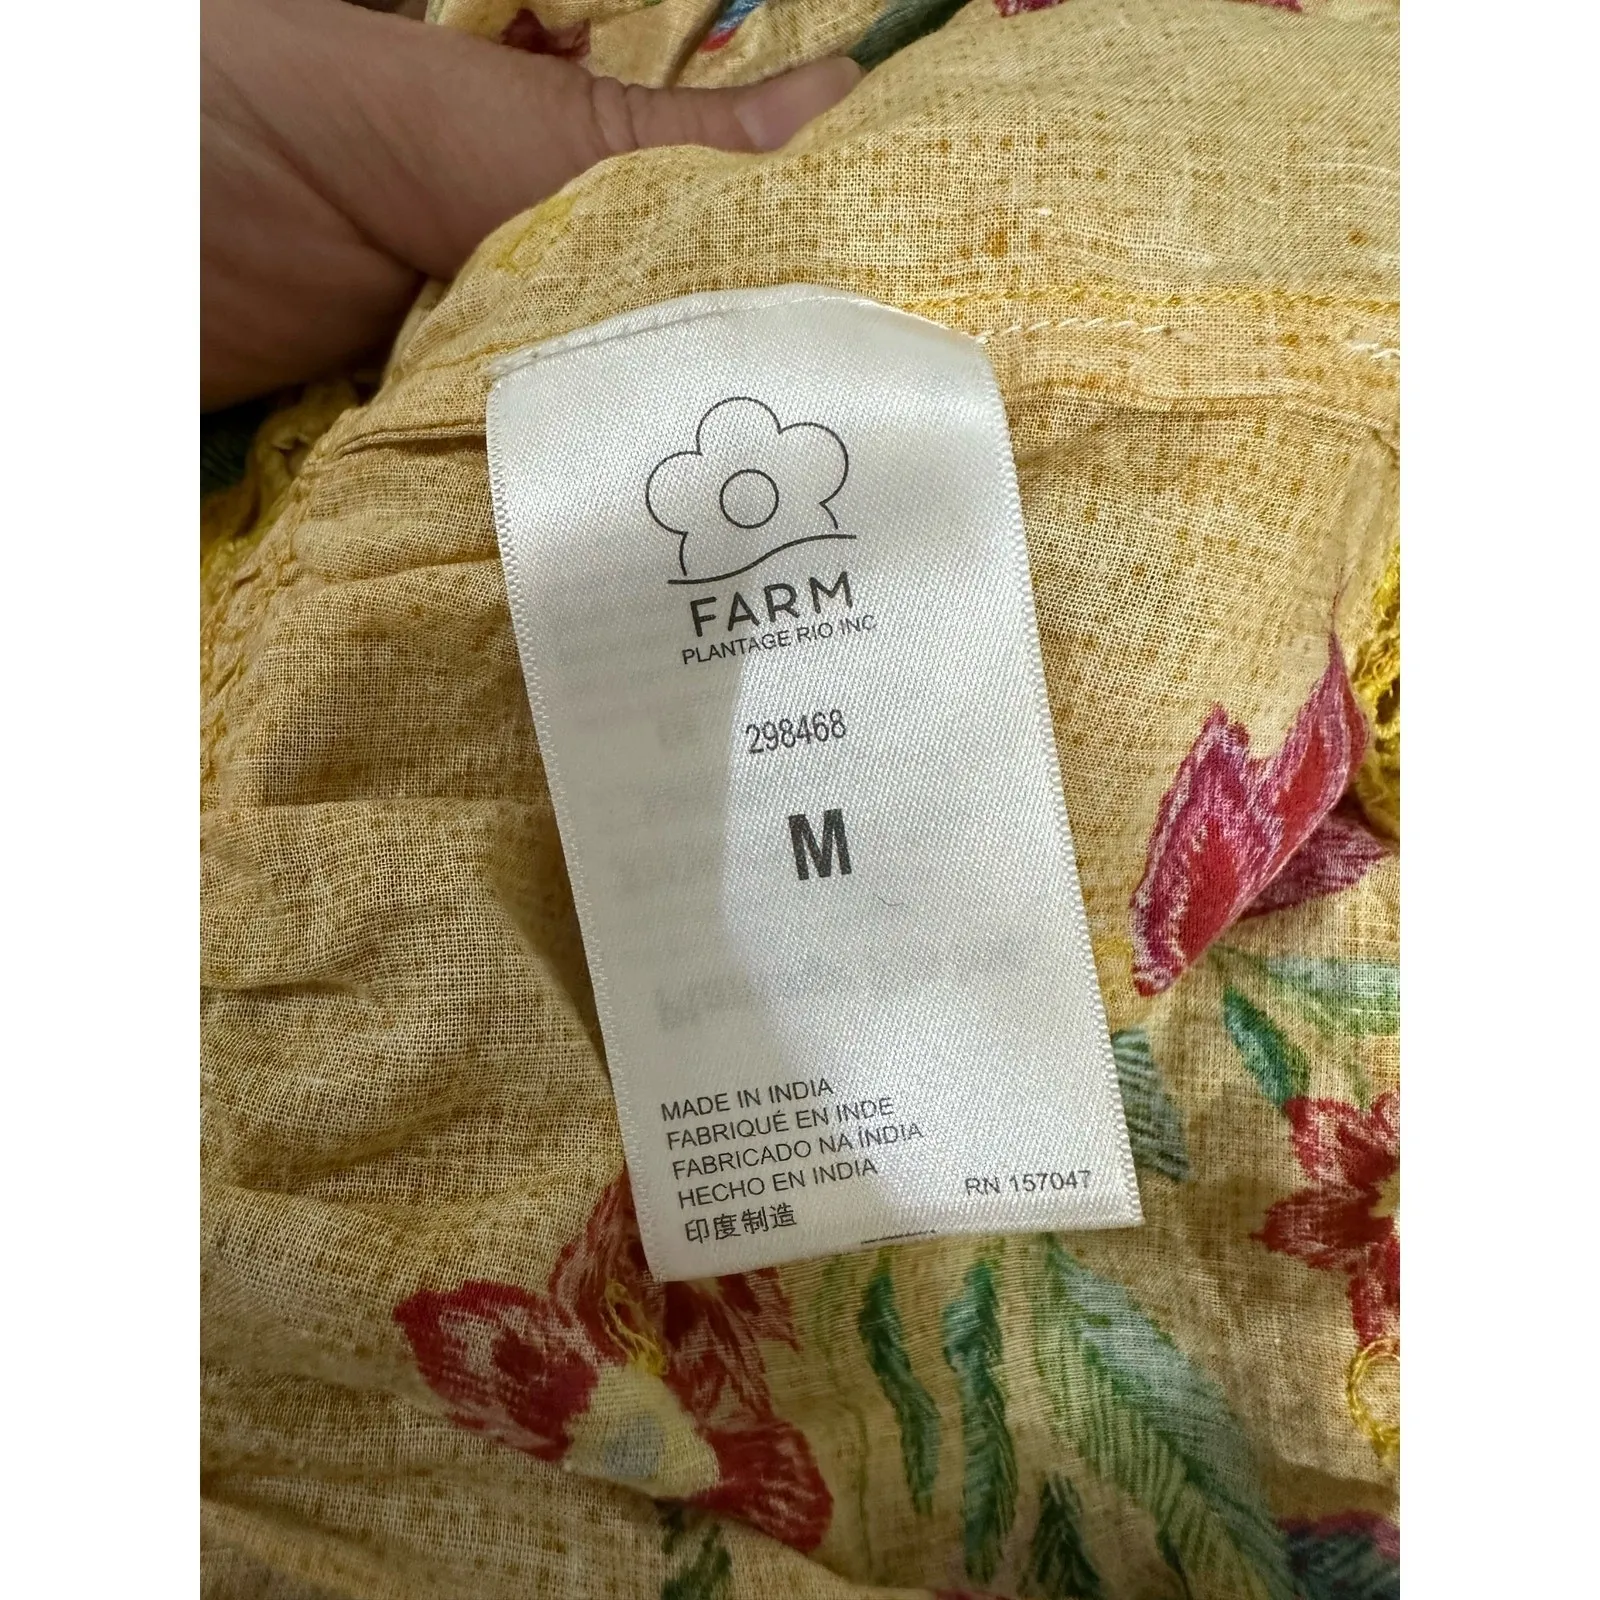 FARM
PLANTAGE RIO INC
298468
M
MADE IN INDIA
FABRIQUÉ EN INDE
FABRICADO NA ÍNDIA
HECHO EN INDIA
印度制造
RN 157047